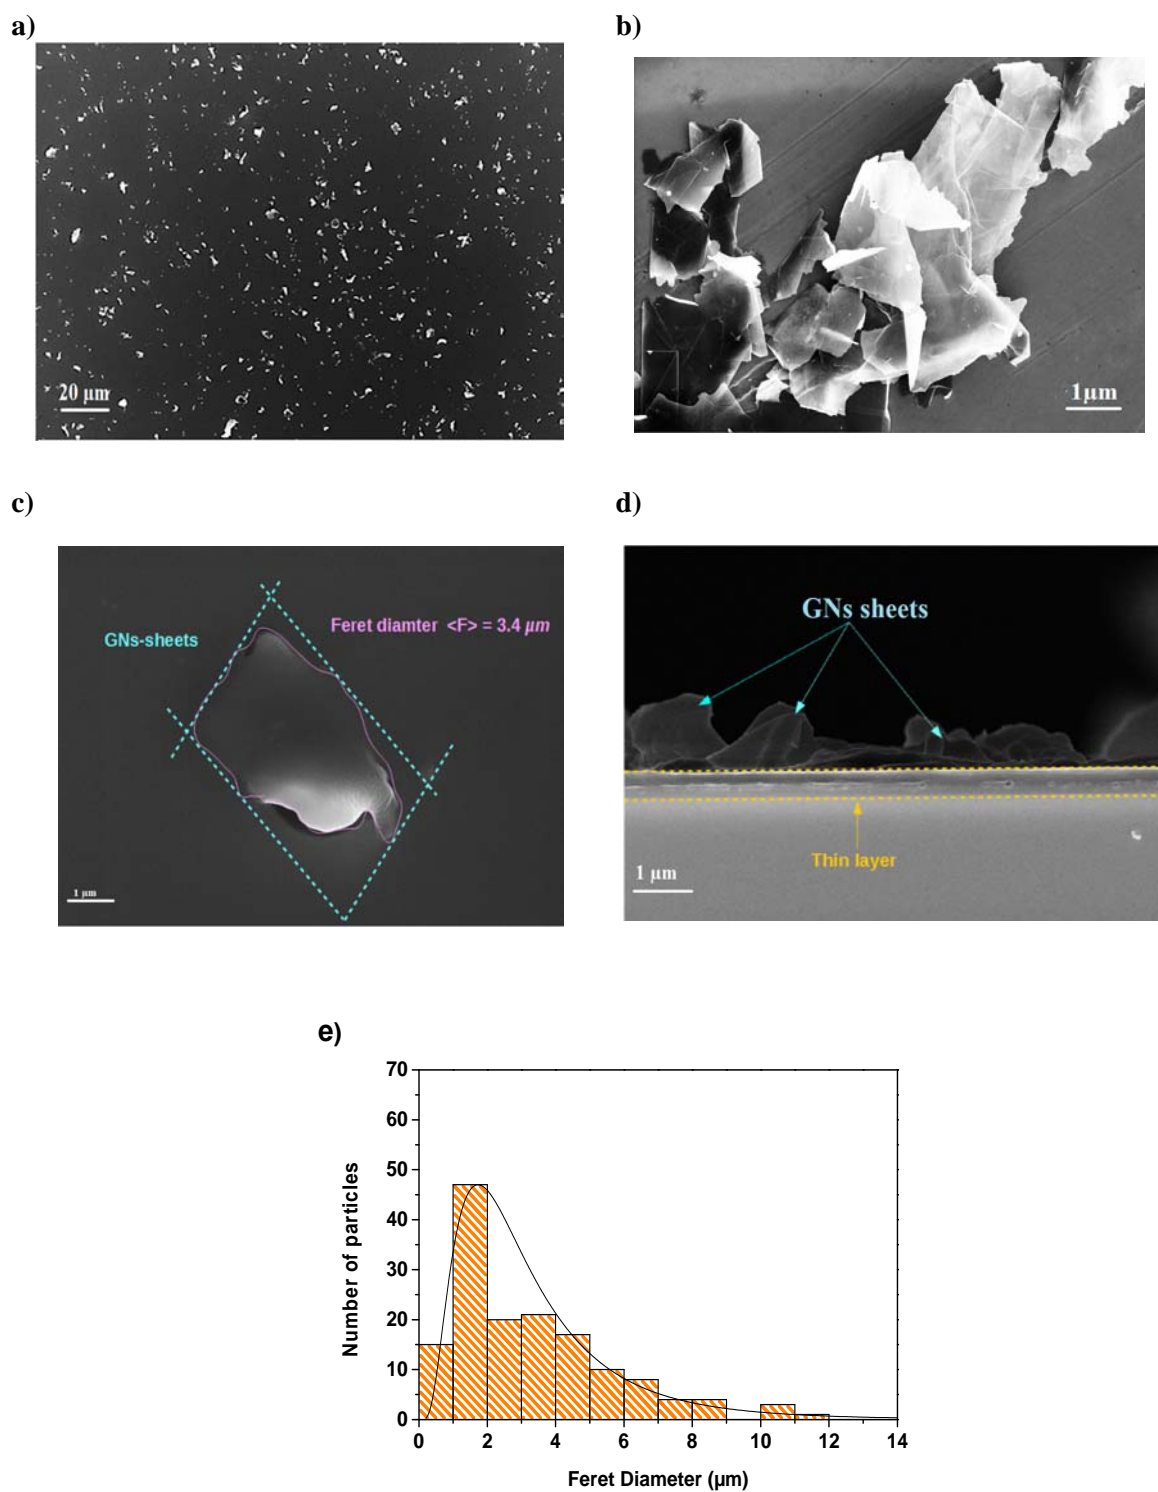 a)
b)
20 μm
1μm
c)
d)
GNs-sheets
Feret diamter <F> = 3.4 μm
1 μm
GNs sheets
Thin layer
1 μm
e)
70
60
50
40
30
20
10
0
Number of particles
0 2 4 6 8 10 12 14
Feret Diameter (μm)